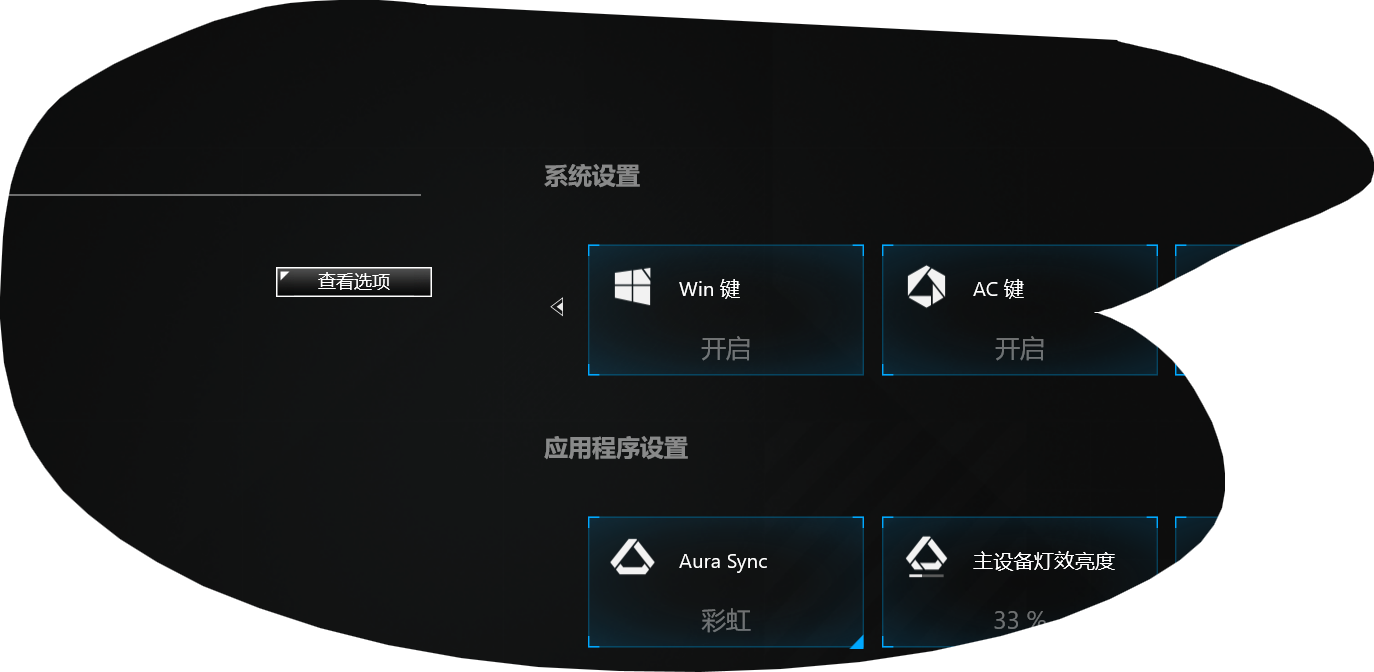 系统设置
查看选项
Win 键
AC 键
开启
开启
应用程序设置
Aura Sync
主设备灯效亮度
彩虹
33 %